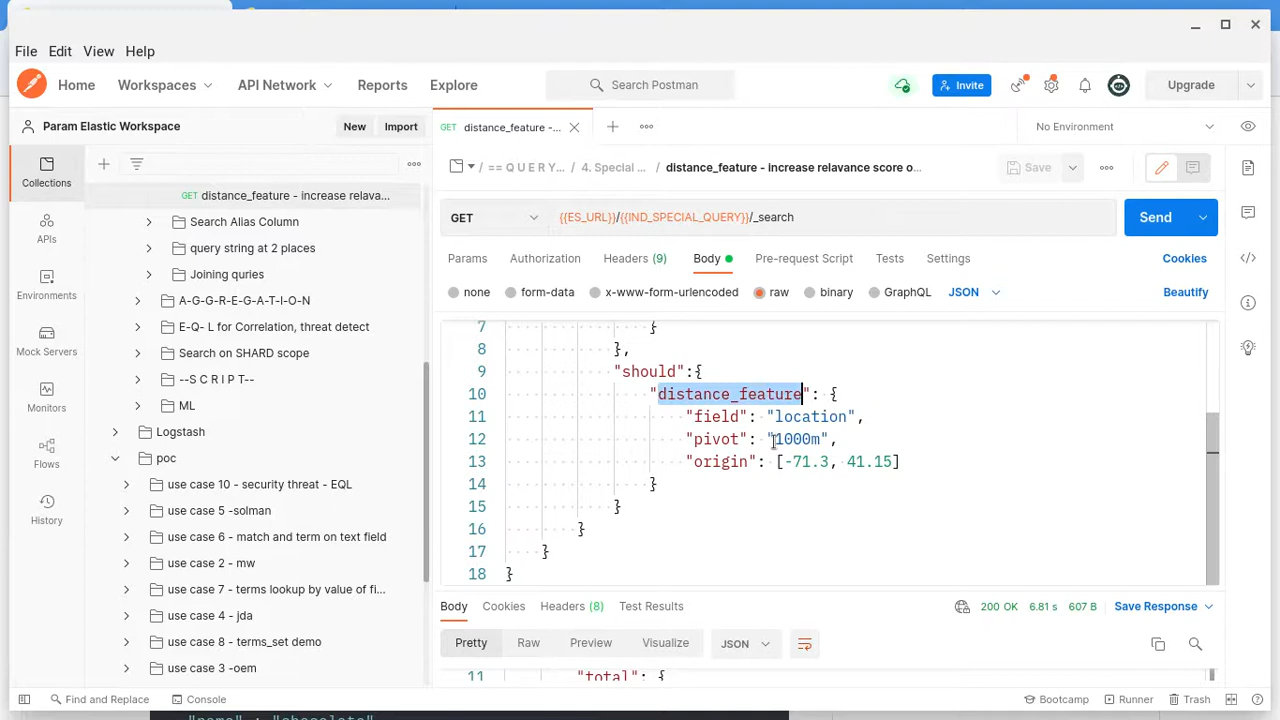 File Edit View Help
Home Workspaces API Network Reports Explore Search Postman Invite Upgrade
Param Elastic Workspace New Import GET distance_feature -... No Environment
Collections
APIs
Environments
Mock Servers
Monitors
Flows
History
GET distance_feature - increase releva...
Search Alias Column
query string at 2 places
Joining quries
A-G-G-R-E-G-A-T-I-O-N
E-Q- L for Correlation, threat detect
Search on SHARD scope
--S C R I P T--
ML
Logstash
poc
use case 10 - security threat - EQL
use case 5 -solman
use case 6 - match and term on text field
use case 2 - mw
use case 7 - terms lookup by value of fi...
use case 4 - jda
use case 8 - terms_set demo
use case 3 -oem
/ == Q U E R Y... / 4. Special ... / distance_feature - increase relavance score o... Save
GET {{ES_URL}}/{{IND_SPECIAL_QUERY}}/_search Send
Params Authorization Headers (9) Body Pre-request Script Tests Settings Cookies
none form-data x-www-form-urlencoded raw binary GraphQL JSON Beautify
7 }
8 },
9 "should":{
10 "distance_feature": {
11 "field": "location",
12 "pivot": "1000m",
13 "origin": [-71.3, 41.15]
14 }
15 }
16 }
17 }
18 }
Body Cookies Headers (8) Test Results 200 OK 6.81 s 607 B Save Response
Pretty Raw Preview Visualize JSON
11 "total": {
Find and Replace Console Bootcamp Runner Trash
"name" : "chocolate"